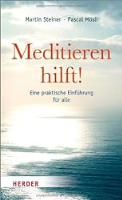 Martin Steiner · Pascal Mösli
Meditieren
hilft!
Eine praktische Einführung
für alle
HERDER